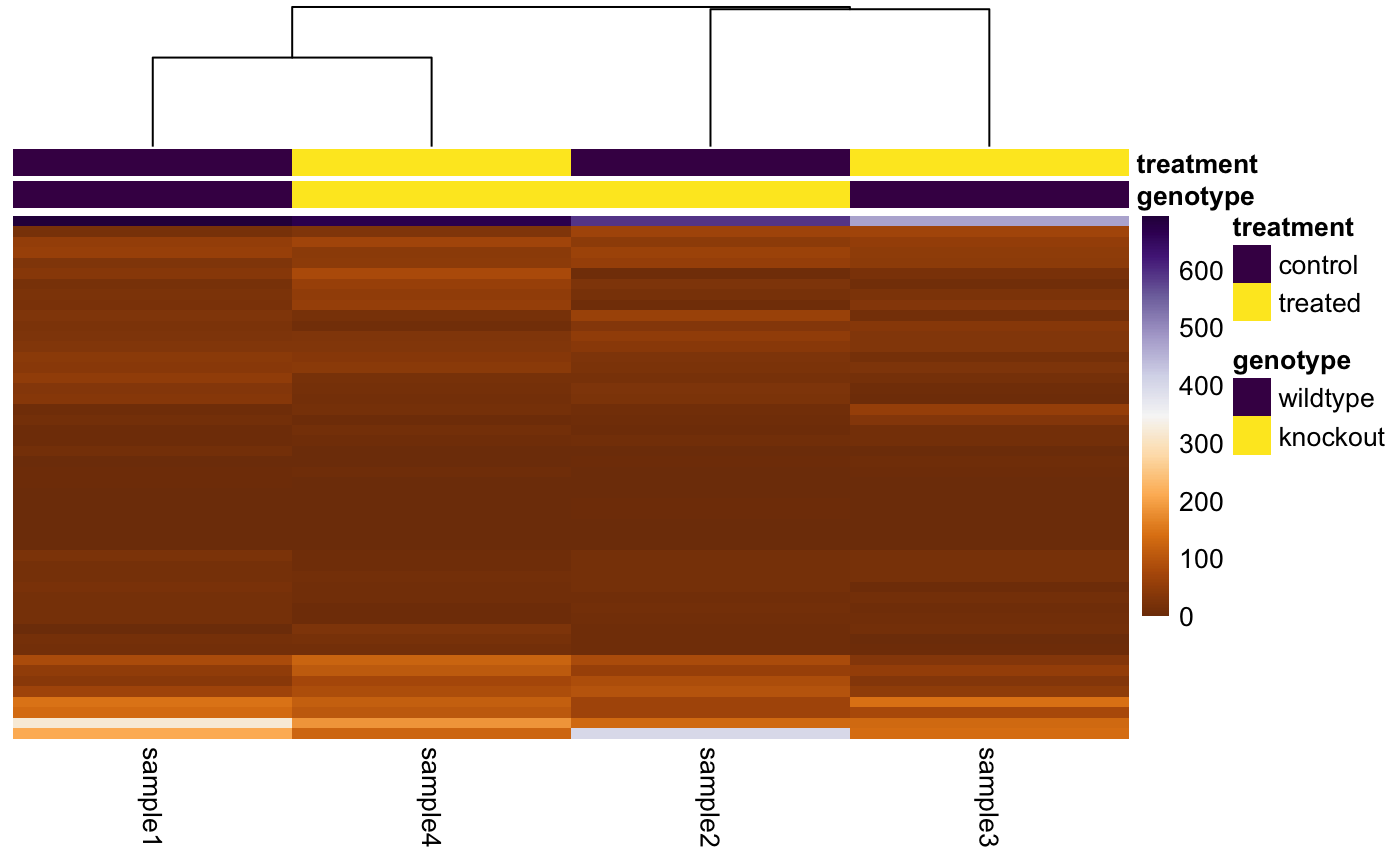 treatment
genotype
600
500
400
300
200
100
0
treatment
control
treated
genotype
wildtype
knockout
sample1
sample4
sample2
sample3